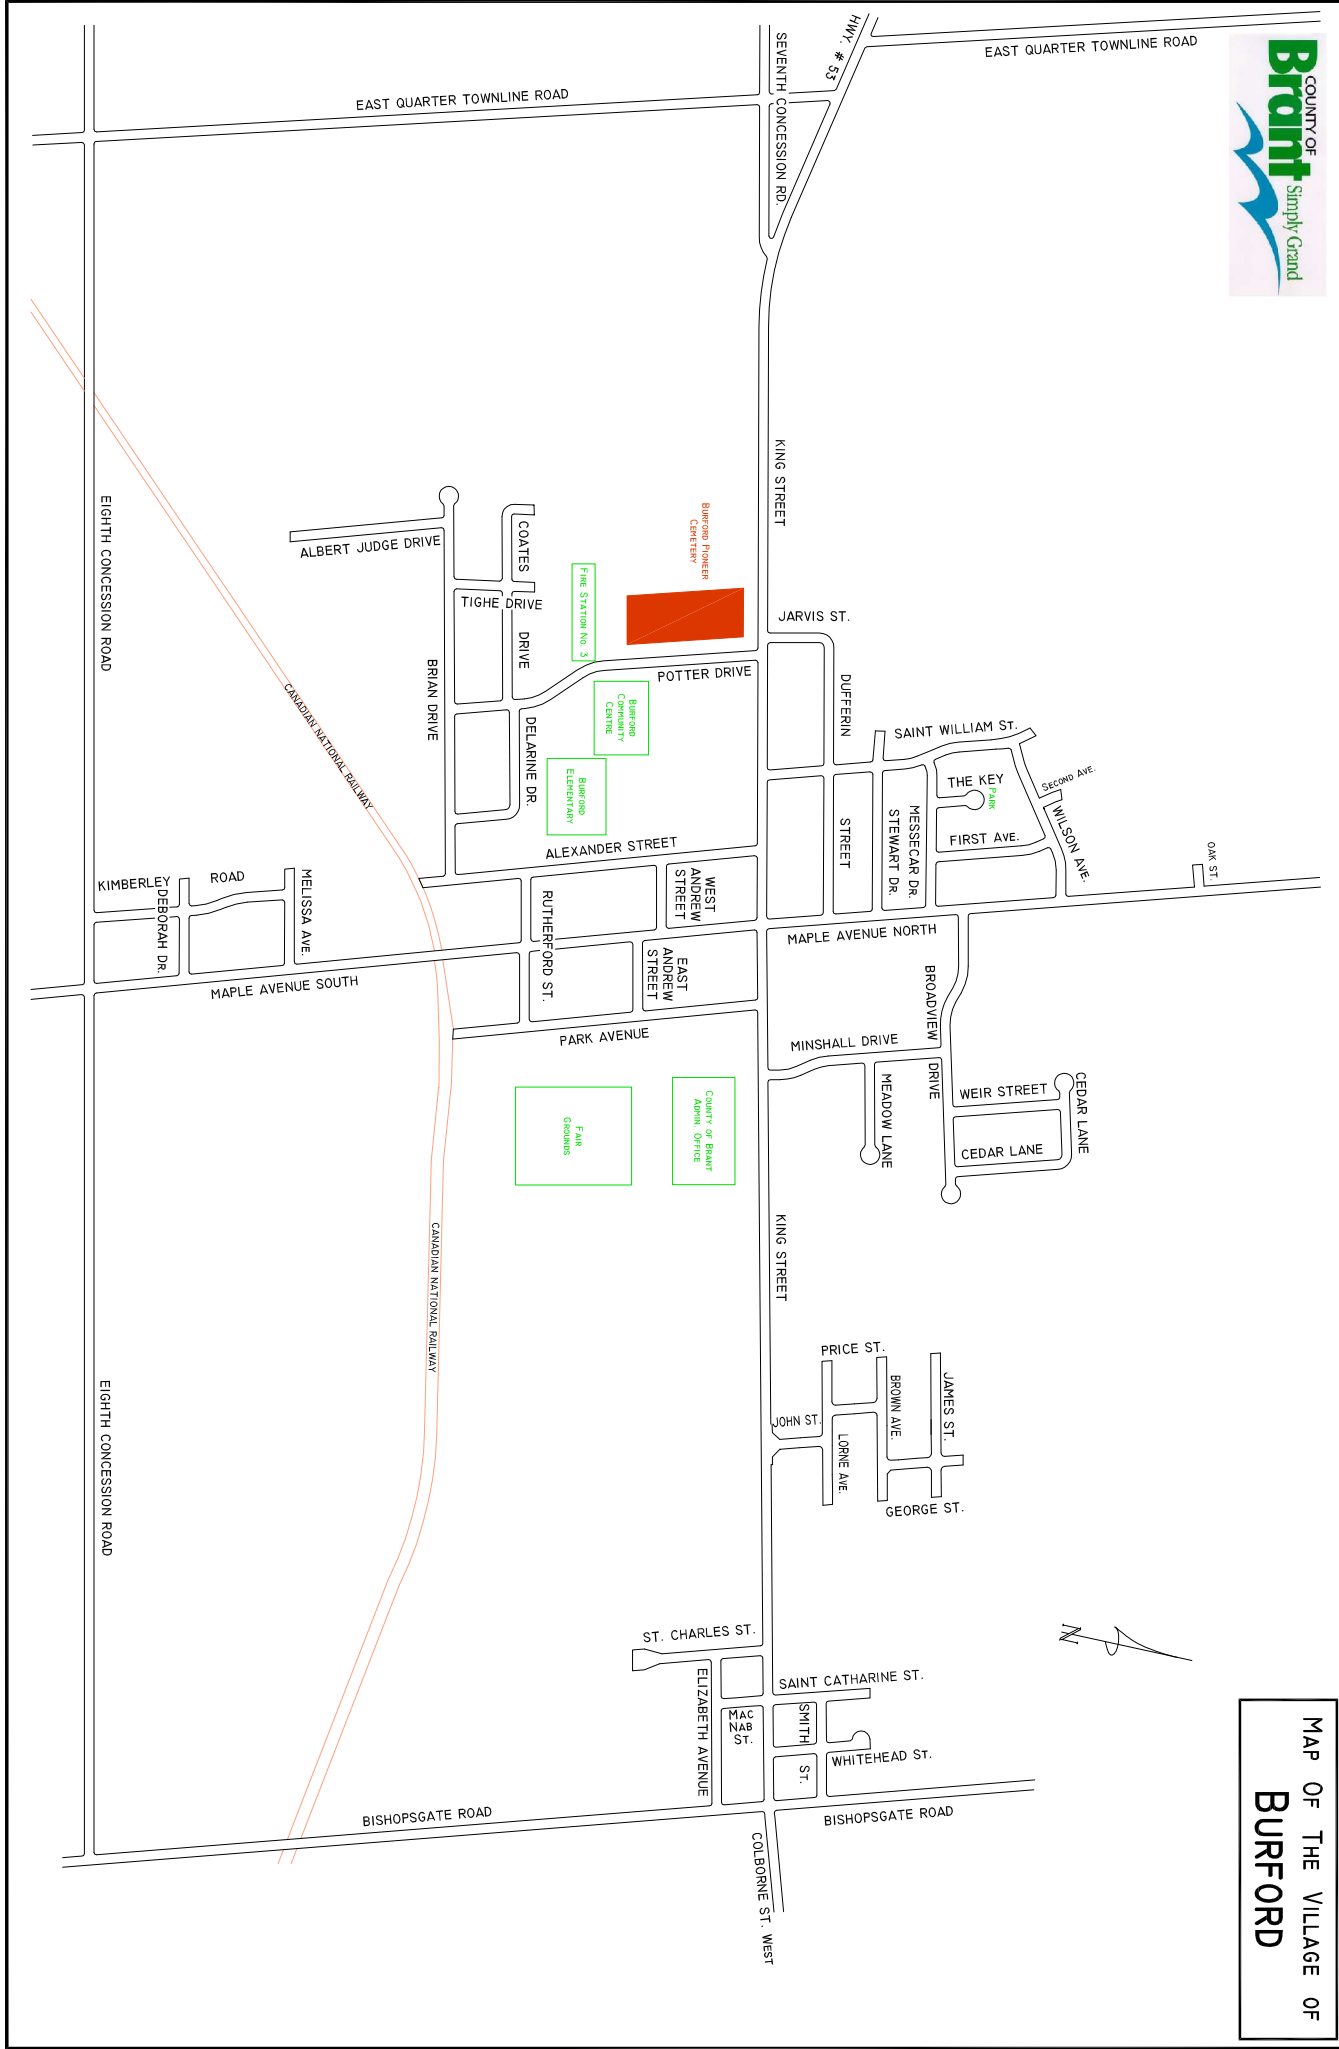 COUNTY OF
Brant
Simply Grand
MAP OF THE VILLAGE OF
BURFORD
N
HWY. # 53
EAST QUARTER TOWNLINE ROAD
EAST QUARTER TOWNLINE ROAD
SEVENTH CONCESSION RD.
KING STREET
BURFORD PIONEER
CEMETERY
EIGHTH CONCESSION ROAD
ALBERT JUDGE DRIVE
COATES
DRIVE
TIGHE DRIVE
FIRE STATION NO. 3
JARVIS ST.
POTTER DRIVE
BRIAN DRIVE
DELARINE DR.
BURFORD
COMMUNITY
CENTRE
BURFORD
ELEMENTARY
CANADIAN NATIONAL RAILWAY
DUFFERIN
STREET
SAINT WILLIAM ST.
THE KEY
PARK
SECOND AVE.
WILSON AVE.
FIRST AVE.
MESSECAR DR.
STEWART DR.
OAK ST.
ALEXANDER STREET
WEST
ANDREW
STREET
RUTHERFORD ST.
KIMBERLEY
ROAD
DEBORAH DR.
MELISSA AVE.
MAPLE AVENUE SOUTH
MAPLE AVENUE NORTH
EAST
ANDREW
STREET
PARK AVENUE
BROADVIEW
DRIVE
MINSHALL DRIVE
MEADOW LANE
WEIR STREET
CEDAR LANE
CEDAR LANE
COUNTY OF BRANT
ADMIN. OFFICE
FAIR
GROUNDS
KING STREET
CANADIAN NATIONAL RAILWAY
PRICE ST.
BROWN AVE.
JAMES ST.
JOHN ST.
LORNE AVE.
GEORGE ST.
EIGHTH CONCESSION ROAD
ST. CHARLES ST.
ELIZABETH AVENUE
MAC
NAB
ST.
SAINT CATHARINE ST.
SMITH
ST.
WHITEHEAD ST.
BISHOPSGATE ROAD
BISHOPSGATE ROAD
COLBORNE ST. WEST